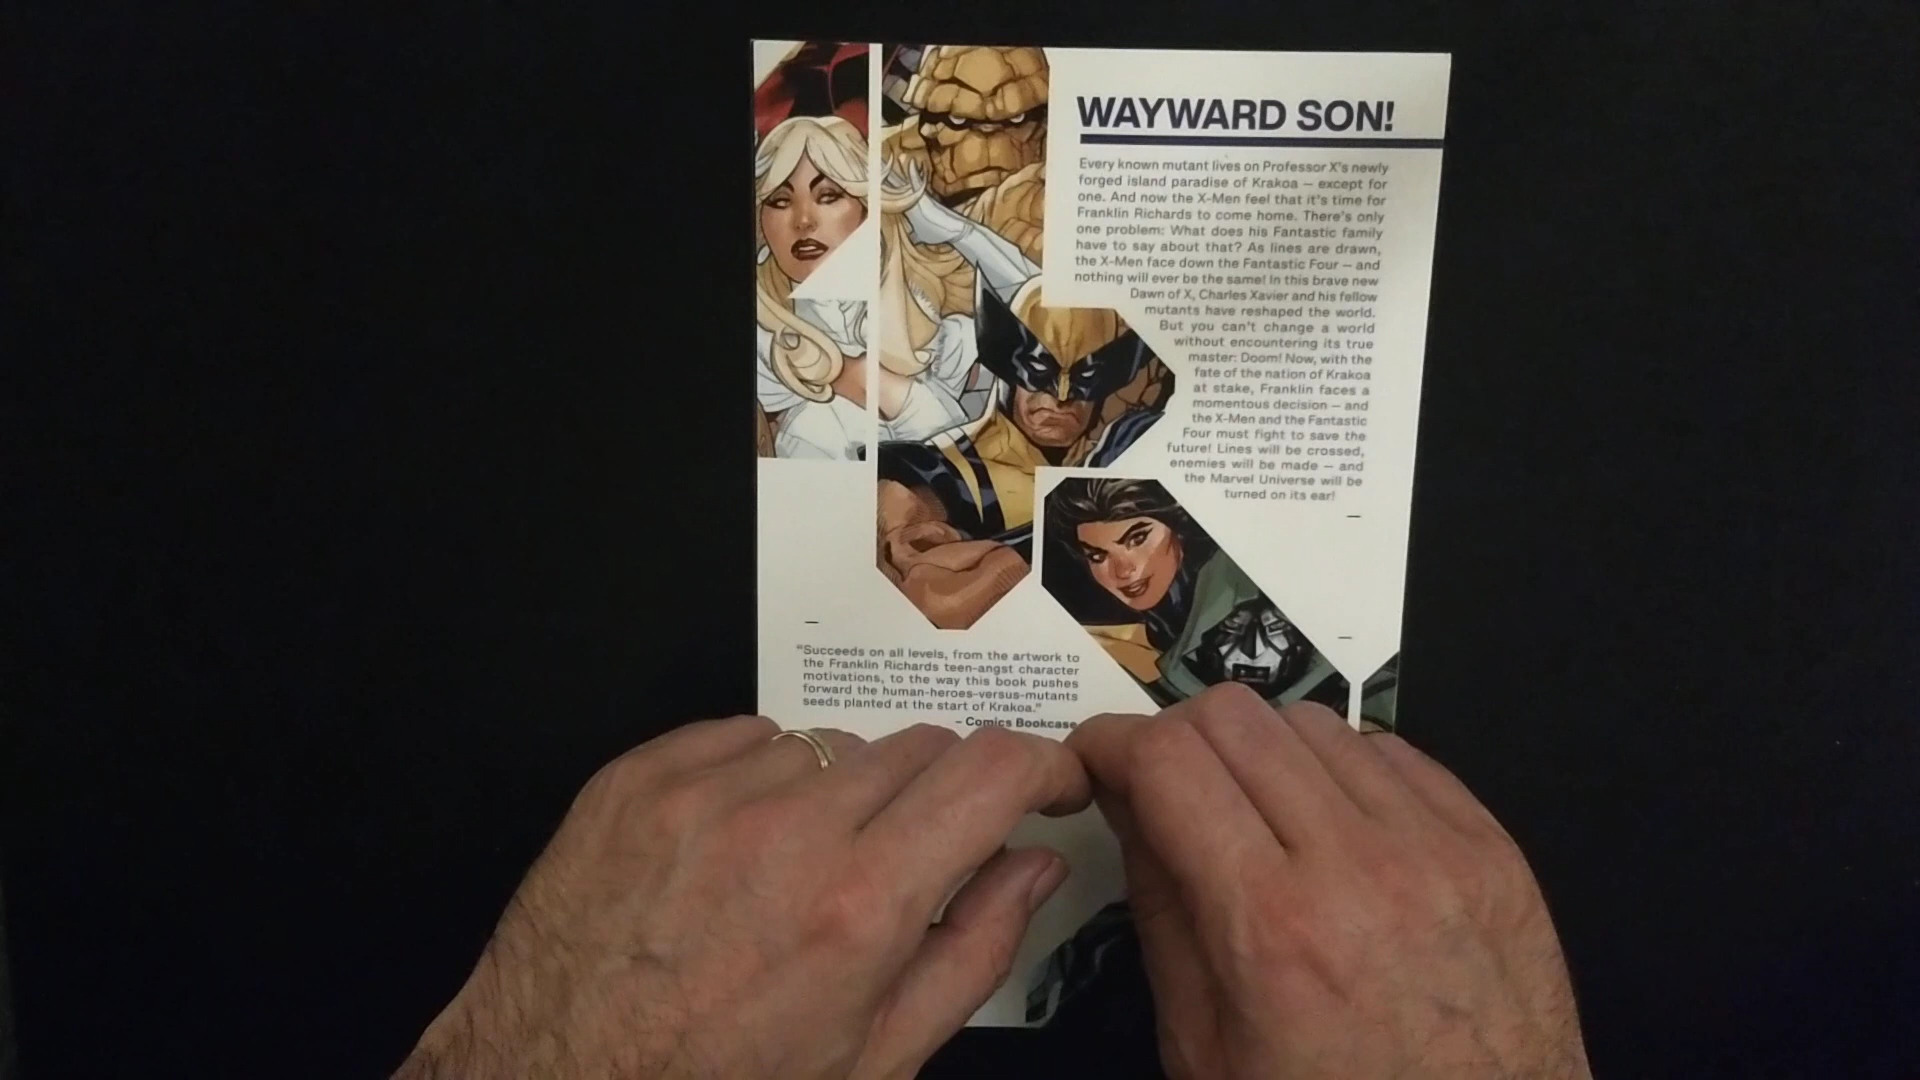 WAYWARD SON!
Every known mutant lives on Professor X's newly
forged island paradise of Krakoa — except for
one. And now the X-Men feel that it's time for
Franklin Richards to come home. There's only
one problem: What does his Fantastic family
have to say about that? As lines are drawn,
the X-Men face down the Fantastic Four — and
nothing will ever be the same! In this brave new
Dawn of X, Charles Xavier and his fellow
mutants have reshaped the world.
But you can't change a world
without encountering its true
master: Doom! Now, with the
fate of the nation of Krakoa
at stake, Franklin faces a
momentous decision — and
the X-Men and the Fantastic
Four must fight to save the
future! Lines will be crossed,
enemies will be made — and
the Marvel Universe will be
turned on its ear!
"Succeeds on all levels, from the artwork to
the Franklin Richards teen-angst character
motivations, to the way this book pushes
forward the human-heroes-versus-mutants
seeds planted at the start of Krakoa."
– Comics Bookcase